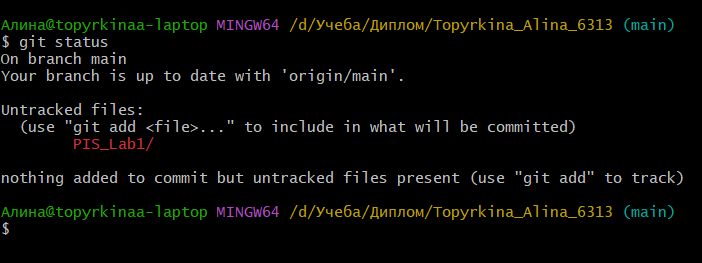 Алина@topyrkinaa-laptop MINGW64 /d/Учеба/Диплом/Topyrkina_Alina_6313 (main)
$ git status
On branch main
Your branch is up to date with 'origin/main'.
Untracked files:
(use "git add <file>..." to include in what will be committed)
PIS_Lab1/
nothing added to commit but untracked files present (use "git add" to track)
Алина@topyrkinaa-laptop MINGW64 /d/Учеба/Диплом/Topyrkina_Alina_6313 (main)
$